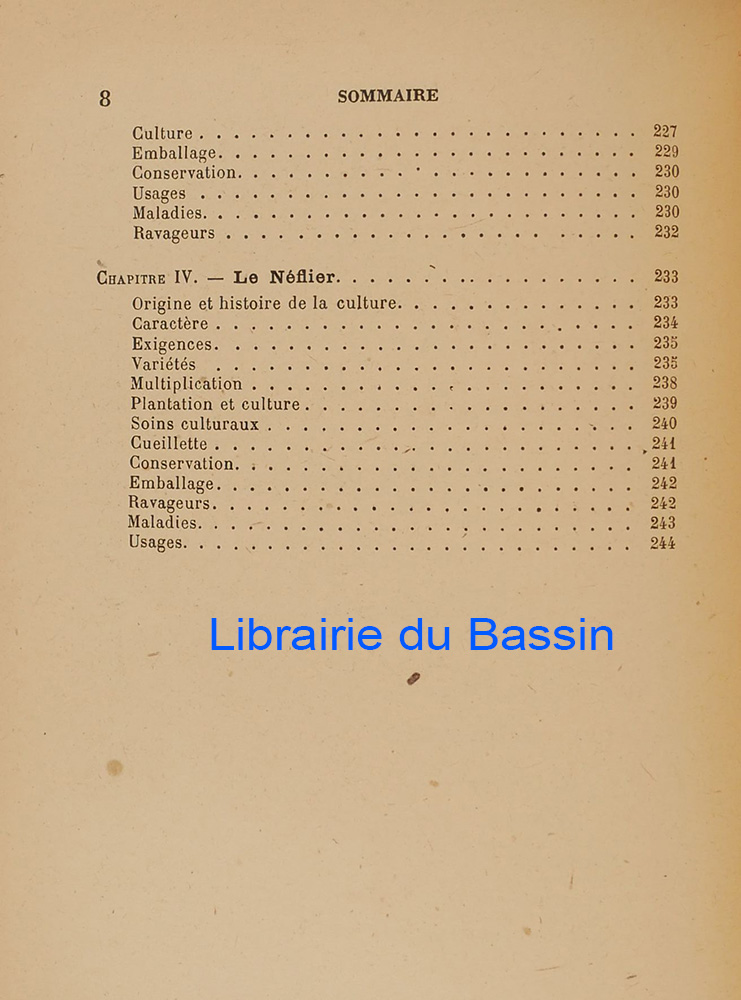 8 SOMMAIRE
Culture . . . . . . . . . . . . . . . . . . . . . . . . . . 227
Emballage. . . . . . . . . . . . . . . . . . . . . . . . . 229
Conservation. . . . . . . . . . . . . . . . . . . . . . . . 230
Usages . . . . . . . . . . . . . . . . . . . . . . . . . . 230
Maladies. . . . . . . . . . . . . . . . . . . . . . . . . . 230
Ravageurs . . . . . . . . . . . . . . . . . . . . . . . . 232
CHAPITRE IV. — Le Néflier. . . . . . . . . . . . . . . . . . 233
Origine et histoire de la culture. . . . . . . . . . . . . . . 233
Caractère . . . . . . . . . . . . . . . . . . . . . . . . . 234
Exigences. . . . . . . . . . . . . . . . . . . . . . . . . 235
Variétés . . . . . . . . . . . . . . . . . . . . . . . . . 235
Multiplication . . . . . . . . . . . . . . . . . . . . . . . 238
Plantation et culture . . . . . . . . . . . . . . . . . . . . 239
Soins culturaux . . . . . . . . . . . . . . . . . . . . . . 240
Cueillette . . . . . . . . . . . . . . . . . . . . . . . . . 241
Conservation. . . . . . . . . . . . . . . . . . . . . . . . 241
Emballage. . . . . . . . . . . . . . . . . . . . . . . . . 242
Ravageurs. . . . . . . . . . . . . . . . . . . . . . . . . 242
Maladies. . . . . . . . . . . . . . . . . . . . . . . . . . 243
Usages. . . . . . . . . . . . . . . . . . . . . . . . . . . 244
Librairie du Bassin